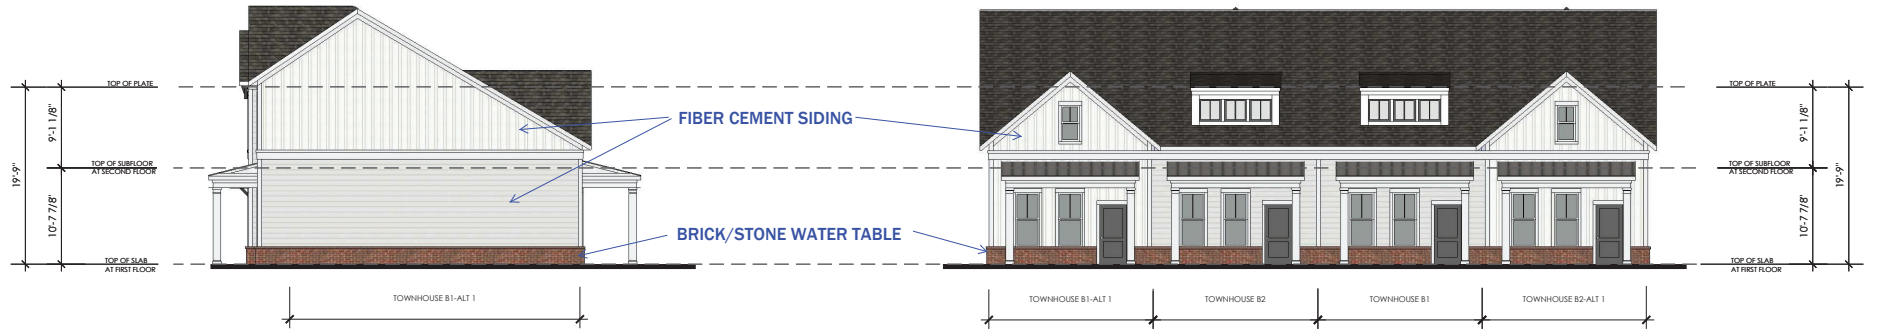 TOP OF PLATE
9'-1 1/8"
TOP OF SUBFLOOR
AT SECOND FLOOR
19'-9"
10'-7 7/8"
TOP OF SLAB
AT FIRST FLOOR
TOWNHOUSE B1-ALT 1
FIBER CEMENT SIDING
BRICK/STONE WATER TABLE
TOWNHOUSE B1-ALT 1
TOWNHOUSE B2
TOWNHOUSE B1
TOWNHOUSE B2-ALT 1
TOP OF PLATE
9'-1 1/8"
TOP OF SUBFLOOR
AT SECOND FLOOR
19'-9"
10'-7 7/8"
TOP OF SLAB
AT FIRST FLOOR